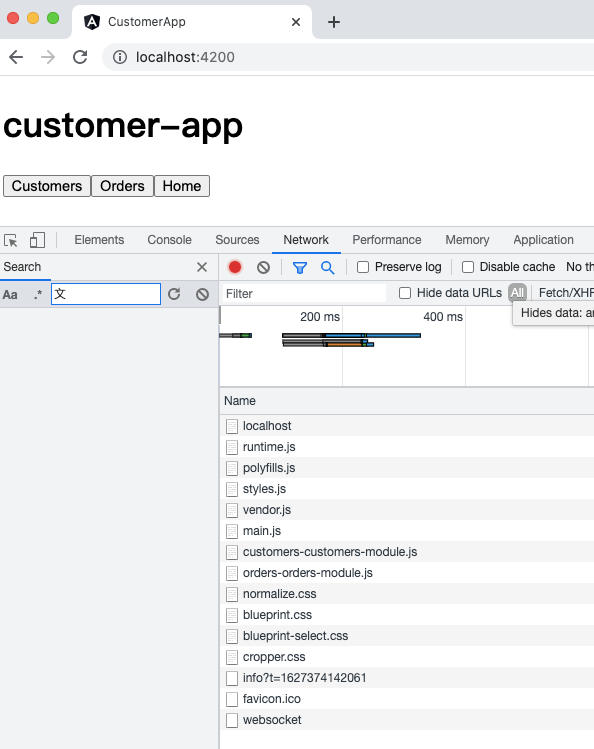 CustomerApp
localhost:4200
customer-app
Customers Orders Home
Elements Console Sources Network Performance Memory Application
Search
Preserve log Disable cache No th
Aa .* 文
Filter Hide data URLs All Fetch/XHR
Hides data: an
200 ms 400 ms
Name
localhost
runtime.js
polyfills.js
styles.js
vendor.js
main.js
customers-customers-module.js
orders-orders-module.js
normalize.css
blueprint.css
blueprint-select.css
cropper.css
info?t=1627374142061
favicon.ico
websocket